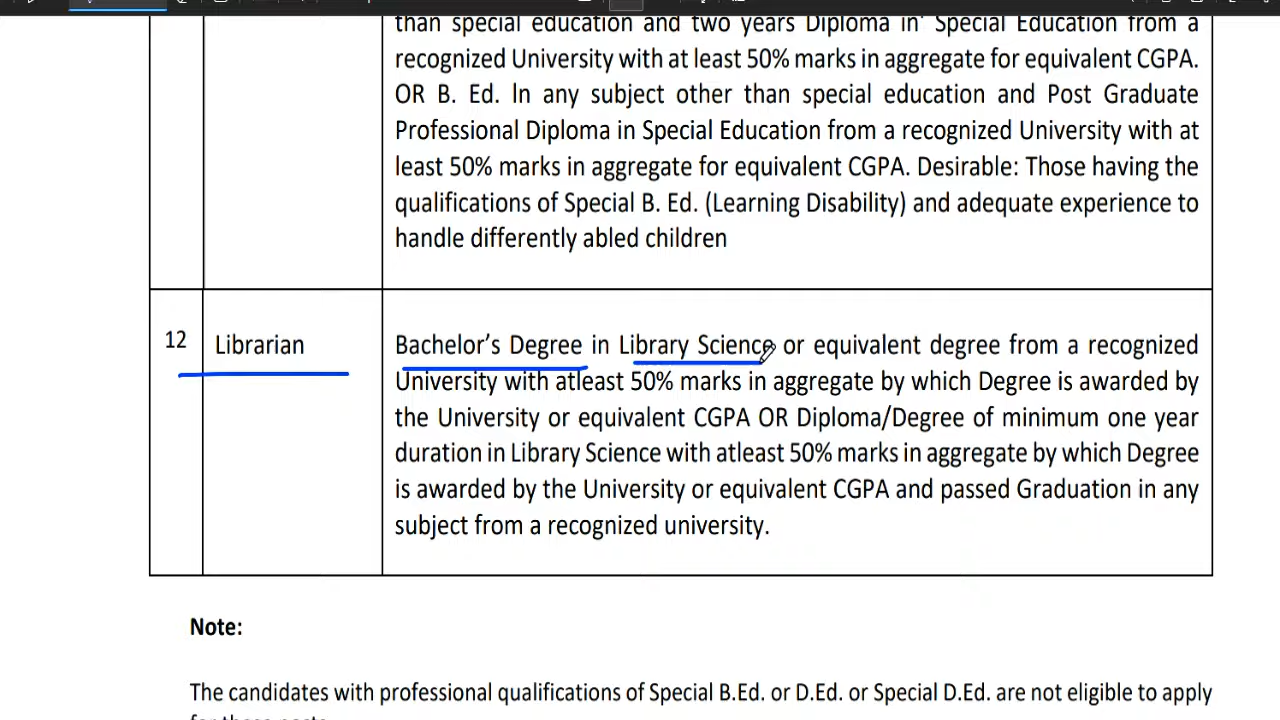 than special education and two years Diploma in' Special Education from a
recognized University with at least 50% marks in aggregate for equivalent CGPA.
OR B. Ed. In any subject other than special education and Post Graduate
Professional Diploma in Special Education from a recognized University with at
least 50% marks in aggregate for equivalent CGPA. Desirable: Those having the
qualifications of Special B. Ed. (Learning Disability) and adequate experience to
handle differently abled children
12
Librarian
Bachelor's Degree in Library Science or equivalent degree from a recognized
University with atleast 50% marks in aggregate by which Degree is awarded by
the University or equivalent CGPA OR Diploma/Degree of minimum one year
duration in Library Science with atleast 50% marks in aggregate by which Degree
is awarded by the University or equivalent CGPA and passed Graduation in any
subject from a recognized university.
Note:
The candidates with professional qualifications of Special B.Ed. or D.Ed. or Special D.Ed. are not eligible to apply